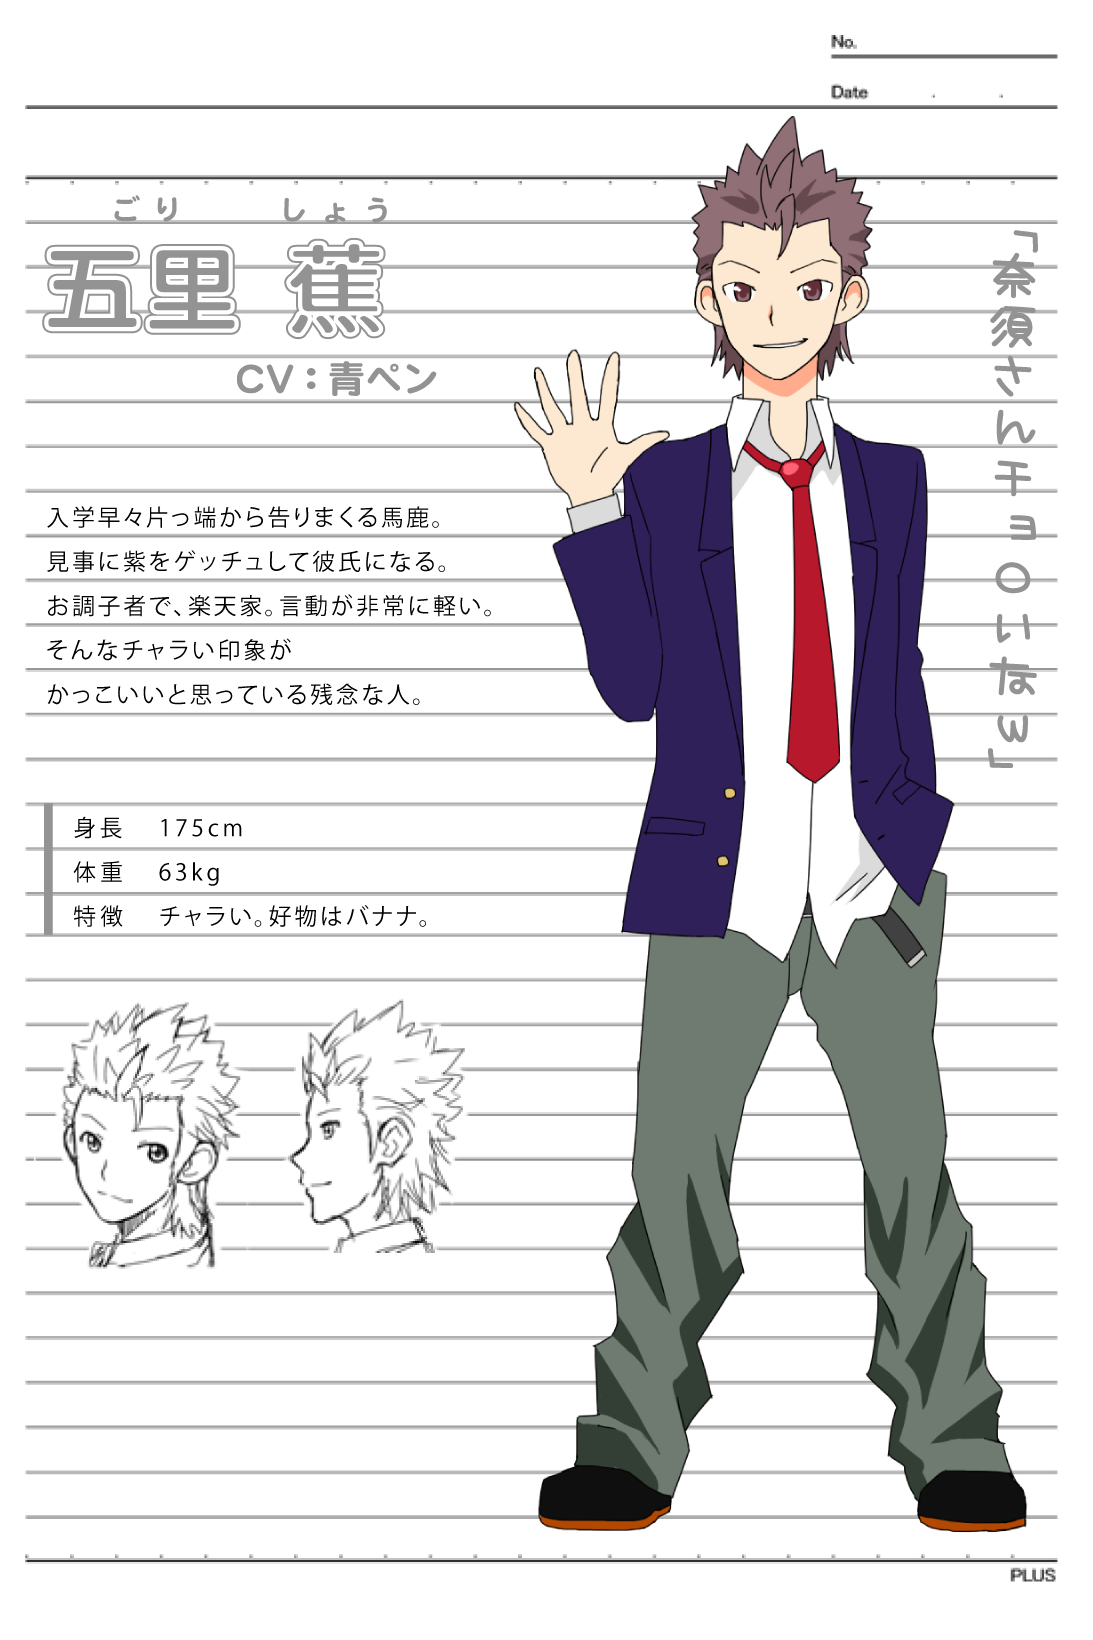 No.
Date . .
ごり しょう
五里 蕉
CV：青ペン
「奈須さんチョロいなw」
入学早々片っ端から告りまくる馬鹿。
見事に紫をゲッチュして彼氏になる。
お調子者で、楽天家。言動が非常に軽い。
そんなチャラい印象が
かっこいいと思っている残念な人。
身長 175cm
体重 63kg
特徴 チャラい。好物はバナナ。
PLUS